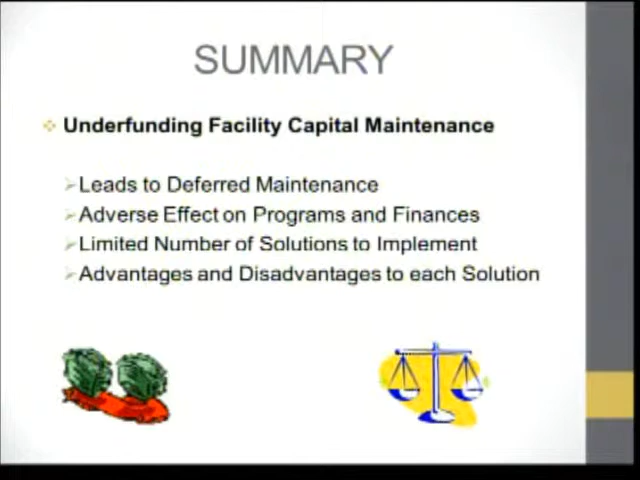 SUMMARY
Underfunding Facility Capital Maintenance
Leads to Deferred Maintenance
Adverse Effect on Programs and Finances
Limited Number of Solutions to Implement
Advantages and Disadvantages to each Solution